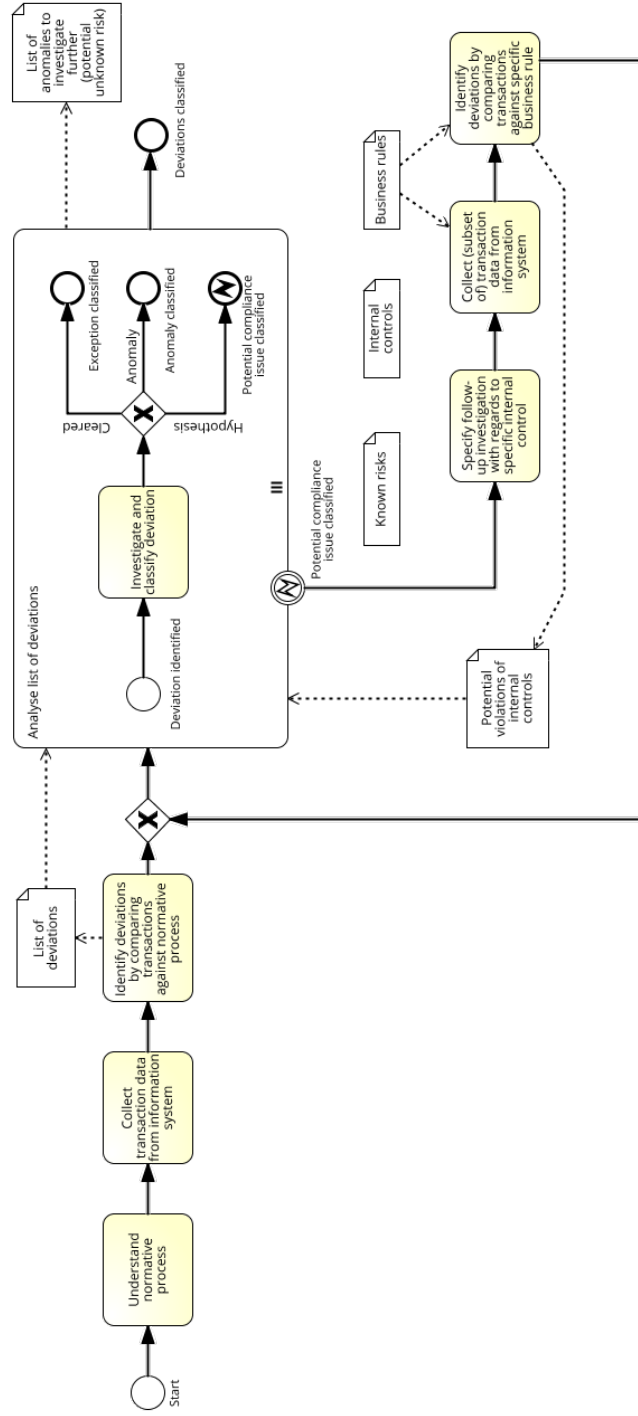 Start
Understand
normative
process
Collect
transaction data
from information
system
Identify deviations
by comparing
transactions
against normative
process
List of
deviations
Analyse list of deviations
Deviation identified
Investigate and
classify deviation
Cleared
Anomaly
Hypothesis
Exception classified
Anomaly classified
Potential compliance
issue classified
Deviations classified
List of
anomalies to
investigate
further
(potential
unknown risk)
Potential compliance
issue classified
Potential
violations of
internal
controls
Known risks
Internal
controls
Business rules
Specify follow-
up investigation
with regards to
specific internal
control
Collect (subset
of) transaction
data from
information
system
Identify
deviations by
comparing
transactions
against specific
business rule